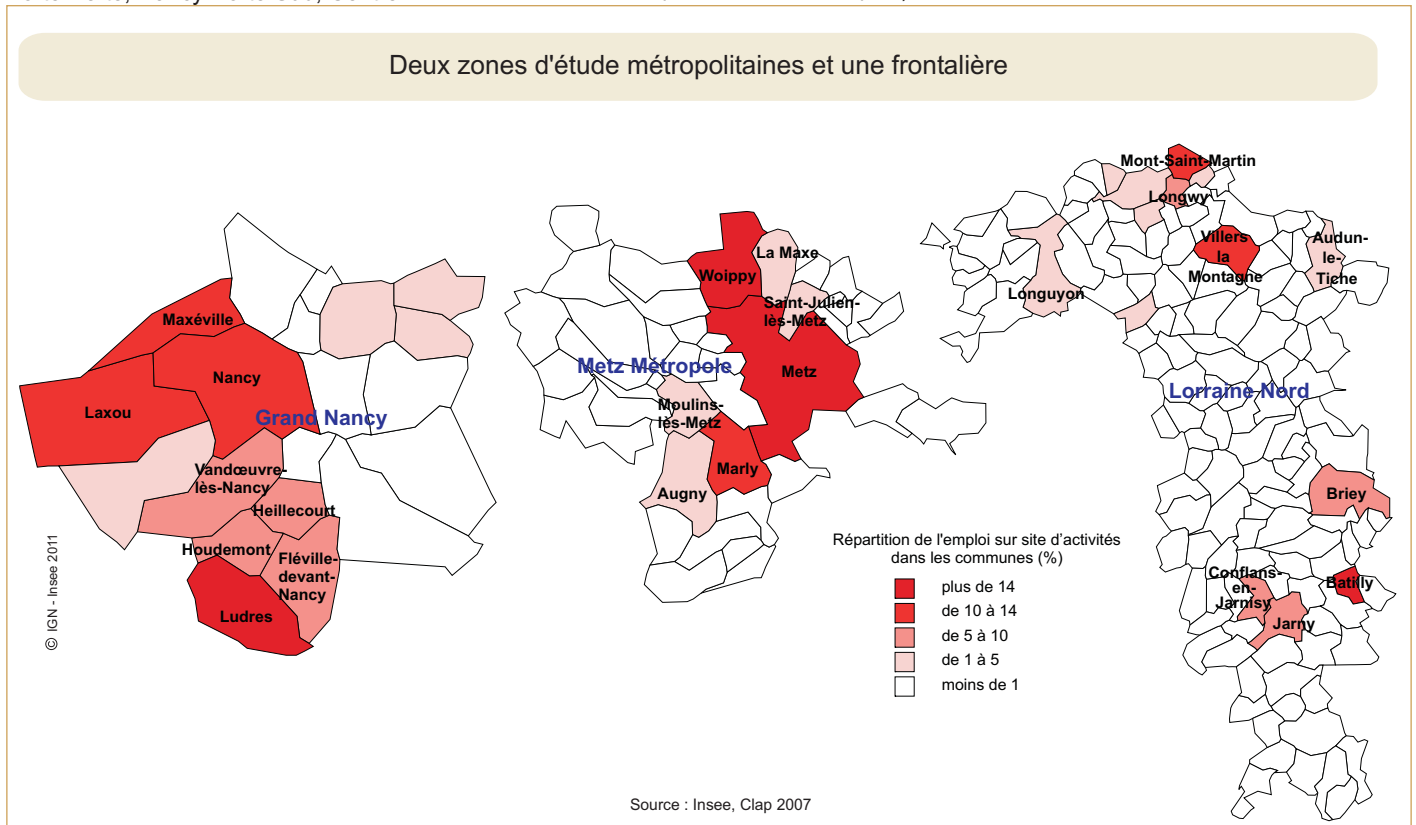 Deux zones d'étude métropolitaines et une frontalière
Maxéville
Nancy
Laxou
Grand Nancy
Vandœuvre-
lès-Nancy
Heillecourt
Houdemont
Fléville-
devant-
Nancy
Ludres
© IGN - Insee 2011
Woippy
La Maxe
Saint-Julien-
lès-Metz
Metz Métropole
Metz
Moulins-
lès-Metz
Marly
Augny
Mont-Saint-Martin
Longwy
Villers
la
Montagne
Audun-
le-
Tiche
Longuyon
Lorraine Nord
Briey
Conflans-
en-
Jarnisy
Batilly
Jarny
Répartition de l'emploi sur site d'activités
dans les communes (%)
plus de 14
de 10 à 14
de 5 à 10
de 1 à 5
moins de 1
Source : Insee, Clap 2007